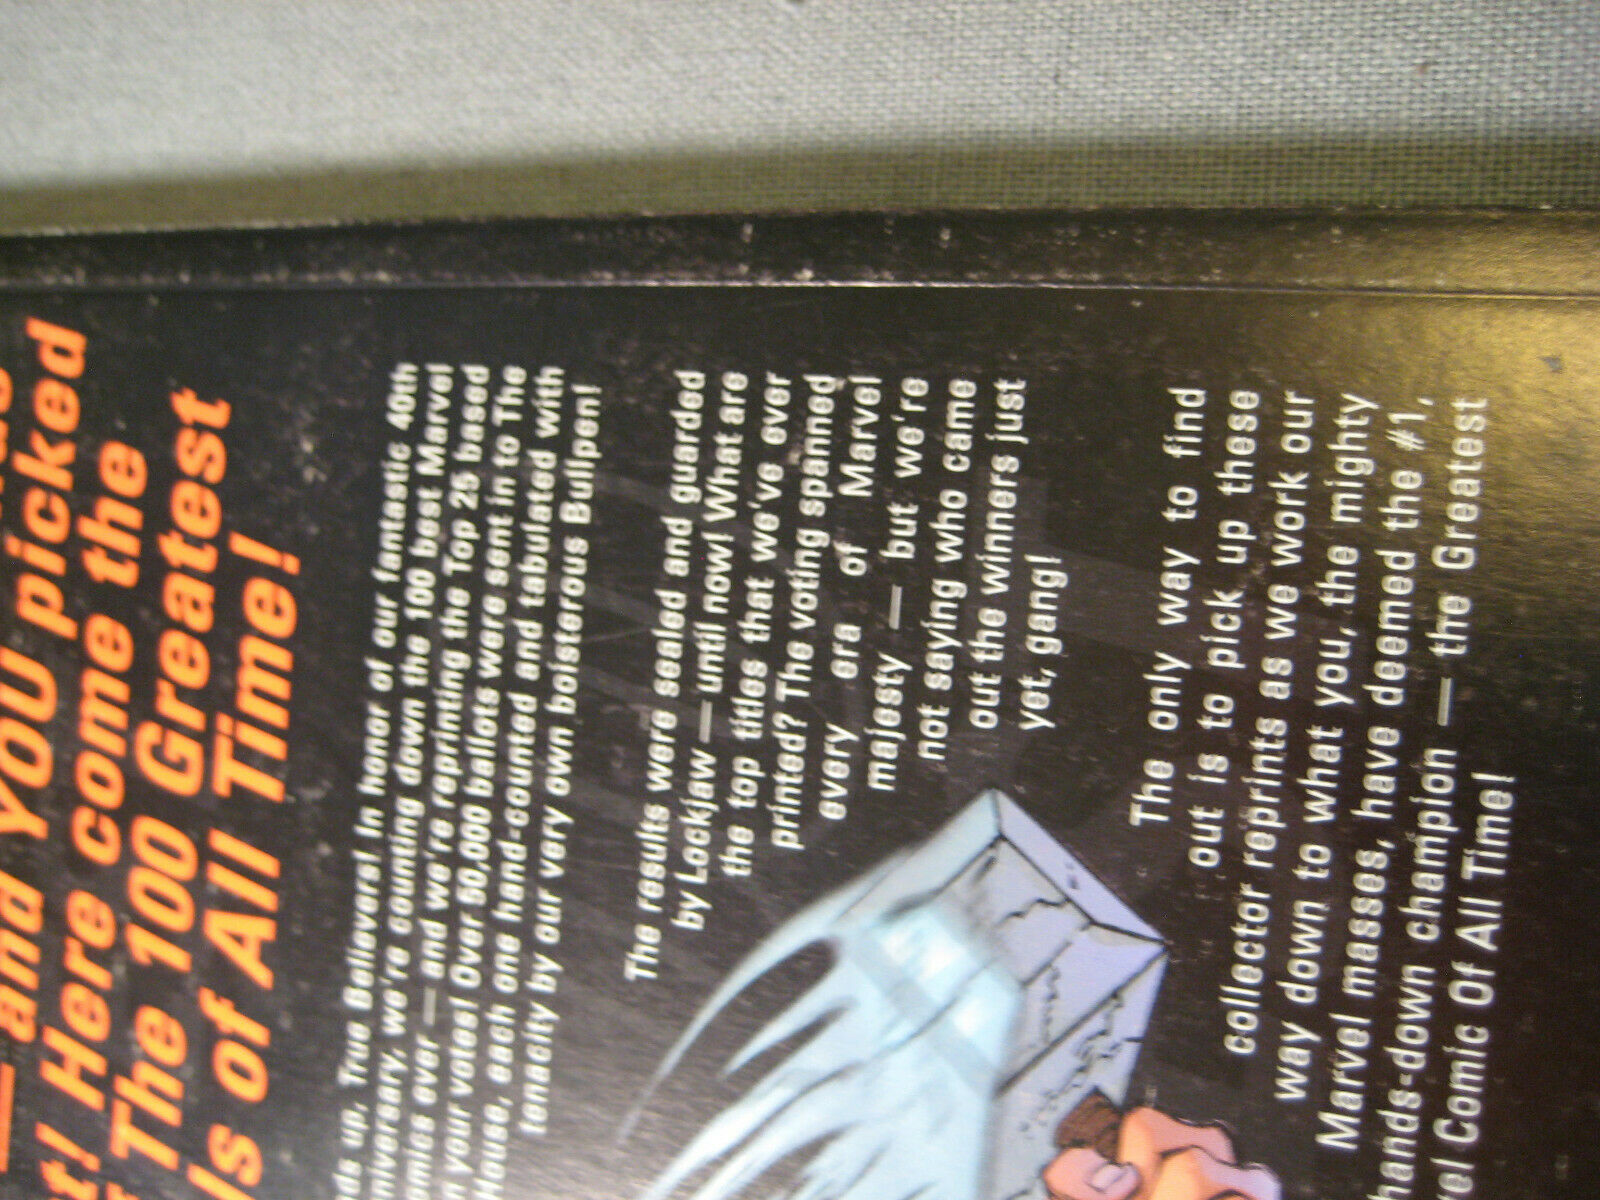 and you picked
Here come the
The 100 Greatest
of All Time!
up, True Believers! In honor of our fantastic 40th
we're counting down the 100 best Marvel
ever — and we're reprinting the Top 25 based
your votes! Over 50,000 ballots were sent in to The
House, each one hand-counted and tabulated with
tenacity by our very own boisterous Bullpen!
The results were sealed and guarded
by Lockjaw — until now! What are
the top titles that we've ever
printed? The voting spanned
every era of Marvel
majesty — but we're
not saying who came
out the winners just
yet, gang!
The only way to find
out is to pick up these
collector reprints as we work our
way down to what you, the mighty
Marvel masses, have deemed the #1,
hands-down champion — the Greatest
Comic Of All Time!